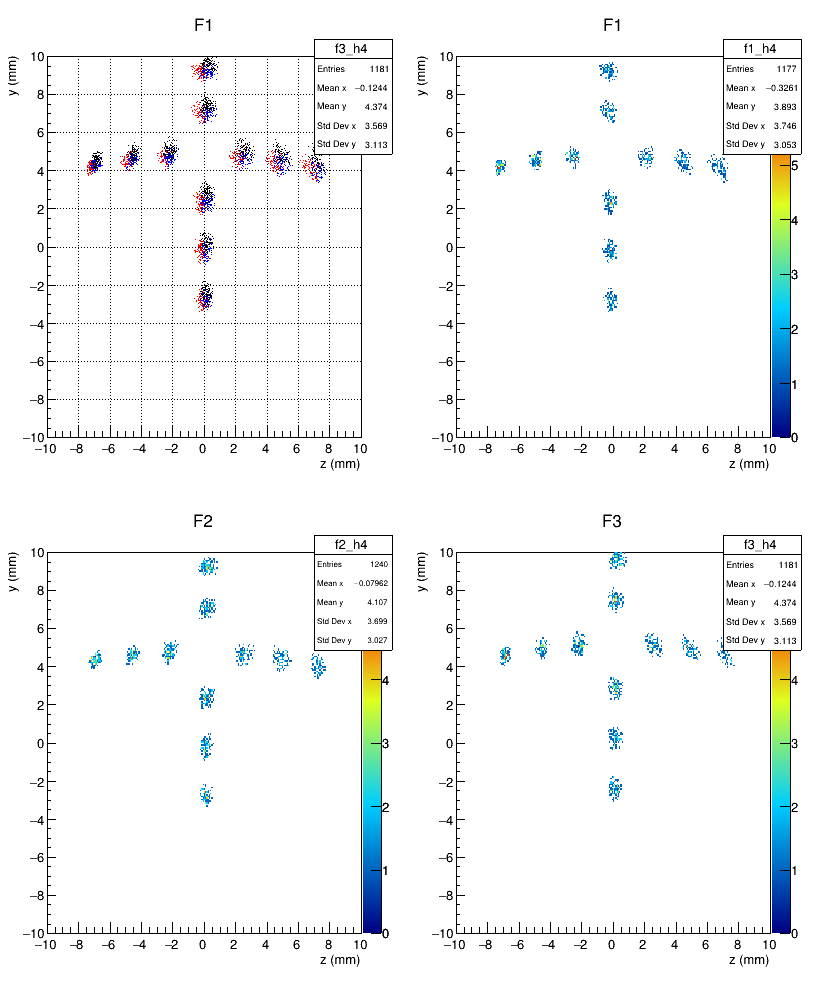 F1
f3_h4
Entries 1181
Mean x −0.1244
Mean y 4.374
Std Dev x 3.569
Std Dev y 3.113
y (mm)
10
8
6
4
2
0
−2
−4
−6
−8
−10
−10 −8 −6 −4 −2 0 2 4 6 8 10
z (mm)
F1
f1_h4
Entries 1177
Mean x −0.3261
Mean y 3.893
Std Dev x 3.746
Std Dev y 3.053
y (mm)
10
8
6
4
2
0
−2
−4
−6
−8
−10
−10 −8 −6 −4 −2 0 2 4 6 8 10
z (mm)
5
4
3
2
1
0
F2
f2_h4
Entries 1240
Mean x −0.07962
Mean y 4.107
Std Dev x 3.699
Std Dev y 3.027
y (mm)
10
8
6
4
2
0
−2
−4
−6
−8
−10
−10 −8 −6 −4 −2 0 2 4 6 8 10
z (mm)
4
3
2
1
0
F3
f3_h4
Entries 1181
Mean x −0.1244
Mean y 4.374
Std Dev x 3.569
Std Dev y 3.113
y (mm)
10
8
6
4
2
0
−2
−4
−6
−8
−10
−10 −8 −6 −4 −2 0 2 4 6 8 10
z (mm)
4
3
2
1
0